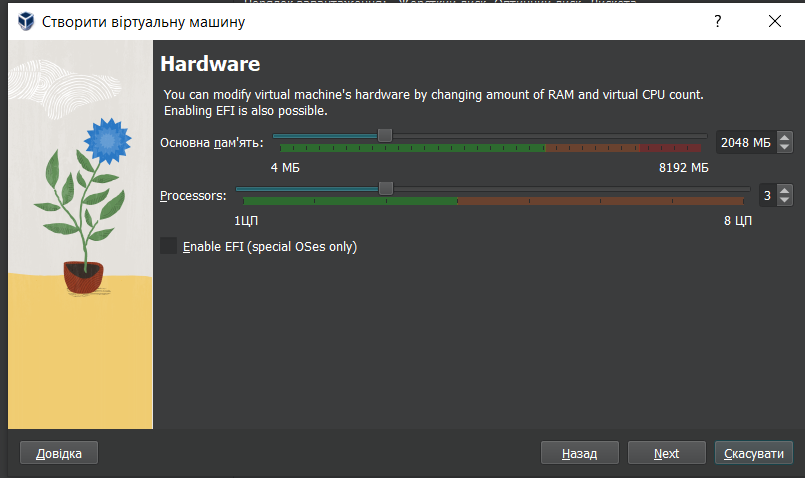 Створити віртуальну машину
?
Hardware
You can modify virtual machine's hardware by changing amount of RAM and virtual CPU count.
Enabling EFI is also possible.
Основна пам'ять:
2048 МБ
4 МБ
8192 МБ
Processors:
3
1ЦП
8 ЦП
Enable EFI (special OSes only)
Довідка
Назад
Next
Скасувати